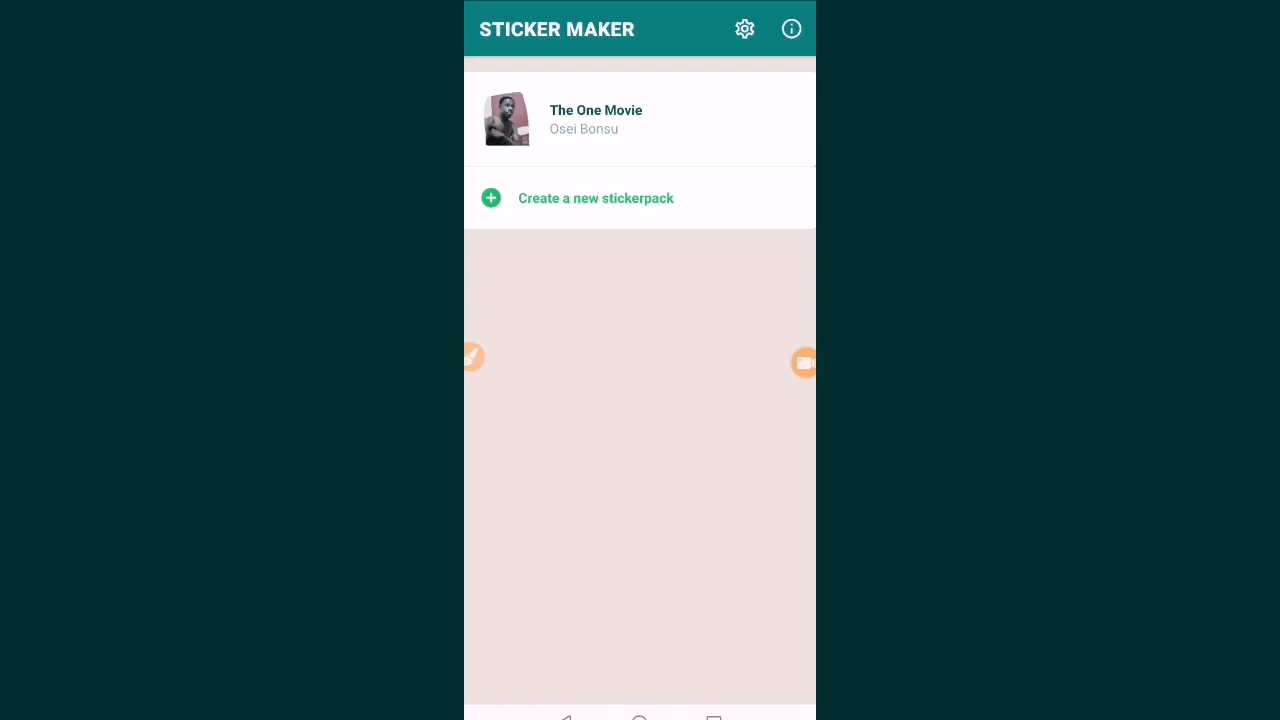 STICKER MAKER
The One Movie
Osei Bonsu
Create a new stickerpack